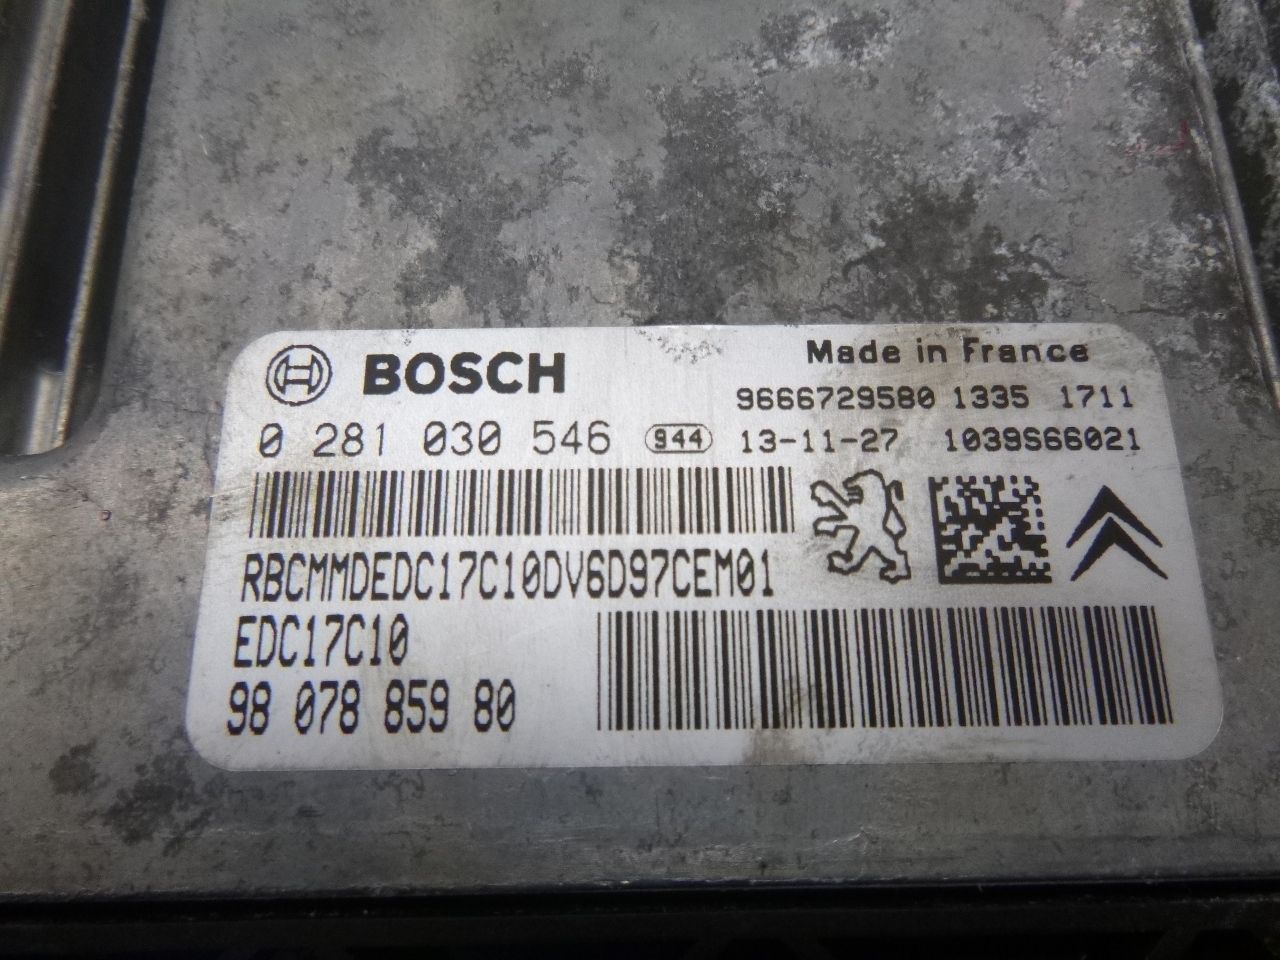 BOSCH
Made in France
9666729580 1335 1711
0 281 030 546 944 13-11-27 1039S66021
RBCMMDEDC17C10DV6D97CEM01
EDC17C10
98 078 859 80